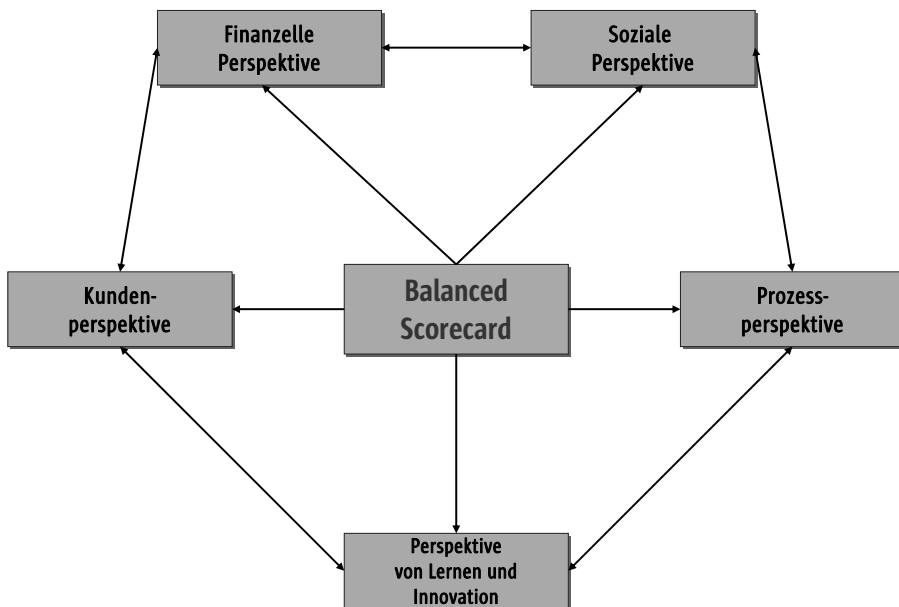 Finanzelle
Perspektive
Soziale
Perspektive
Kunden-
perspektive
Balanced
Scorecard
Prozess-
perspektive
Perspektive
von Lernen und
Innovation